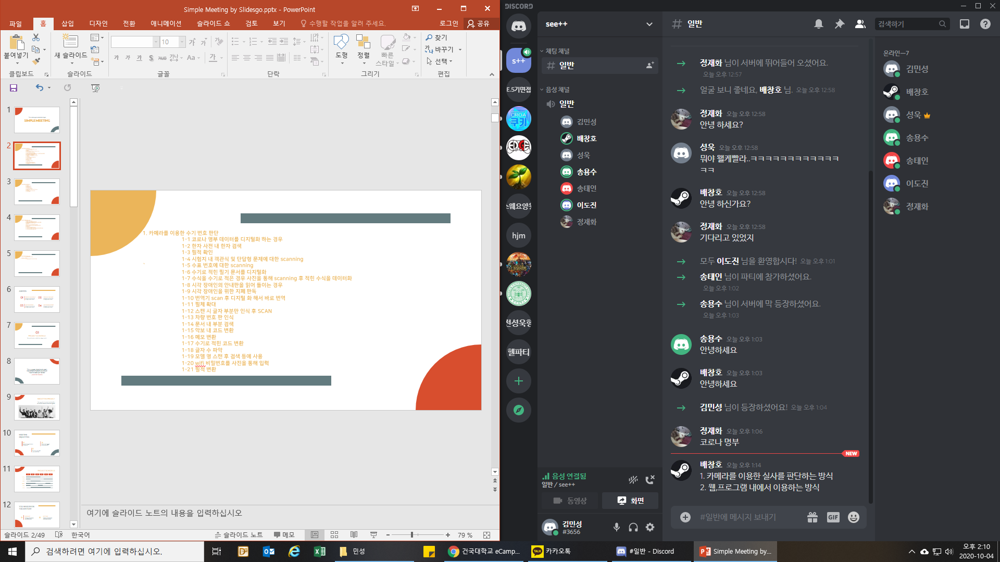 Simple Meeting by Slidesgo.pptx - PowerPoint
파일 홈 삽입 디자인 전환 애니메이션 슬라이드 쇼 검토 보기 수행할 작업을 알려 주세요. 로그인 공유
붙여넣기
새 슬라이드
10
빠른 스타일
도형 정렬
찾기
바꾸기
선택
클립보드 슬라이드 글꼴 단락 그리기 편집
1
SIMPLE MEETING
2
3
4
5
6
7
8
9
10
11
12
1. 카메라를 이용한 수기 번호 판단
1-1 코로나 명부 데이터를 디지털화 하는 경우
1-2 한자 사전 내 한자 검색
1-3 필적 확인
1-4 시험지 내 객관식 및 단답형 문제에 대한 scanning
1-5 수표 번호에 대한 scanning
1-6 수기로 적힌 필기 문서를 디지털화
1-7 수식을 수기로 적은 경우 사진을 통해 scanning 후 적힌 수식을 데이터화
1-8 시각 장애인의 안내판을 읽어 들이는 경우
1-9 시각 장애인을 위한 지폐 판독
1-10 번역기 scan 후 디지털 화 해서 바로 번역
1-11 필체 확대
1-12 스캔 시 글자 부분만 인식 후 SCAN
1-13 차량 번호 판 인식
1-14 문서 내 부분 검색
1-15 악보 내 코드 변환
1-16 메모 변환
1-17 수기로 적힌 코드 변환
1-18 글자 수 파악
1-19 모델 명 스캔 후 검색 등에 사용
1-20 wifi 비밀번호를 사진을 통해 입력
1-21 필적 변환
여기에 슬라이드 노트의 내용을 입력하십시오
슬라이드 2/49 한국어 슬라이드 노트 메모 79 %
DISCORD
s++
E.5기면접
CROA
쿠키
EDGE
hjm
LEGENDS
전성욱형
헬파티
see++
채팅 채널
일반
음성 채널
일반
김민성
배창호
성욱
송용수
송태인
이도진
정재화
음성 연결됨
일반 / see++
동영상 화면
김민성
#3656
일반 검색하기
정재화 님이 서버에 뛰어들어 오셨어요.
오늘 오후 12:57
얼굴 보니 좋네요, 배창호 님. 오늘 오후 12:58
정재화 오늘 오후 12:58
안녕 하세요?
성욱 오늘 오후 12:58
뭐야 왤케빨라..ㅋㅋㅋㅋㅋㅋㅋㅋㅋㅋㅋㅋ
ㅋㅋ
배창호 오늘 오후 12:58
안녕 하신가요?
정재화 오늘 오후 12:58
기다리고 있었지
모두 이도진 님을 환영합시다! 오늘 오후 1:01
송태인 님이 파티에 참가하셨어요.
오늘 오후 1:02
송용수 님이 서버에 막 등장하셨어요.
오늘 오후 1:03
송용수 오늘 오후 1:03
안녕하세요
배창호 오늘 오후 1:03
안녕하세요
김민성 님이 등장하셨어요! 오늘 오후 1:04
정재화 오늘 오후 1:06
코로나 명부
NEW
배창호 오늘 오후 1:14
1. 카메라를 이용한 실사를 판단하는 방식
2. 웹,프로그램 내에서 이용하는 방식
#일반에 메시지 보내기 GIF
온라인—7
김민성
배창호
성욱
송용수
송태인
이도진
정재화
검색하려면 여기에 입력하십시오. 민성 건국대학교 eCamp... 카카오톡 #일반 - Discord Simple Meeting by...
오후 2:10
2020-10-04